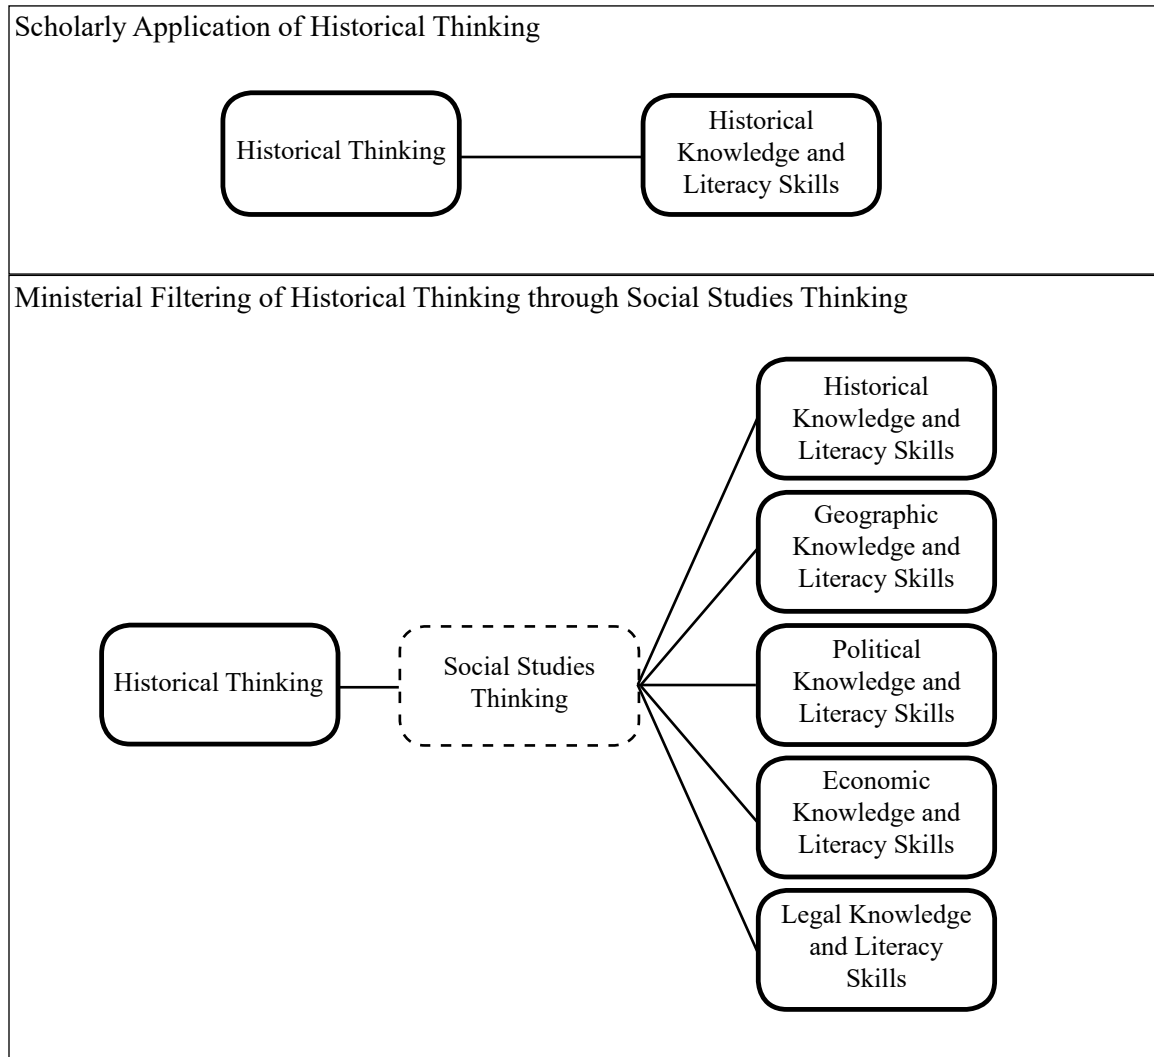 Scholarly Application of Historical Thinking
Historical Thinking
Historical
Knowledge and
Literacy Skills
Ministerial Filtering of Historical Thinking through Social Studies Thinking
Historical Thinking
Social Studies
Thinking
Historical
Knowledge and
Literacy Skills
Geographic
Knowledge and
Literacy Skills
Political
Knowledge and
Literacy Skills
Economic
Knowledge and
Literacy Skills
Legal Knowledge
and Literacy
Skills